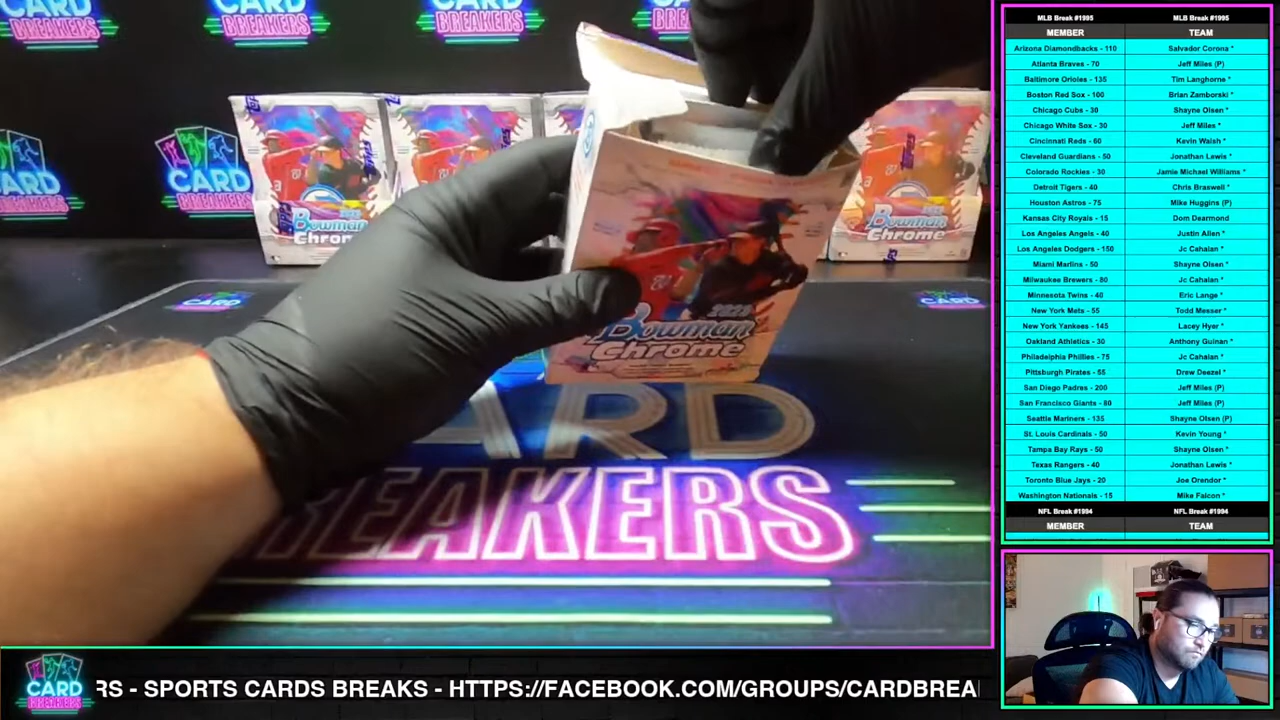 CARD
BREAKERS
CARD
BREAKERS
CARD
BREAKERS
CARD
BREAKERS
Bowman
Chrome
Bowman
Chrome
Bowman
Chrome
CARD
CARD
BREAKERS
MLB Break #1995 MLB Break #1995
MEMBER TEAM
Arizona Diamondbacks - 110 Salvador Corona *
Atlanta Braves - 70 Jeff Miles (P)
Baltimore Orioles - 135 Tim Langhorne *
Boston Red Sox - 100 Brian Zamborski *
Chicago Cubs - 30 Shayne Olsen *
Chicago White Sox - 30 Jeff Miles *
Cincinnati Reds - 60 Kevin Walsh *
Cleveland Guardians - 50 Jonathan Lewis *
Colorado Rockies - 30 Jamie Michael Williams *
Detroit Tigers - 40 Chris Braswell *
Houston Astros - 75 Mike Huggins (P)
Kansas City Royals - 15 Dom Dearmond
Los Angeles Angels - 40 Justin Allen *
Los Angeles Dodgers - 150 Jc Cahalan *
Miami Marlins - 50 Shayne Olsen *
Milwaukee Brewers - 80 Jc Cahalan *
Minnesota Twins - 40 Eric Lange *
New York Mets - 55 Todd Messer *
New York Yankees - 145 Lacey Hyer *
Oakland Athletics - 30 Anthony Guinan *
Philadelphia Phillies - 75 Jc Cahalan *
Pittsburgh Pirates - 55 Drew Deezel *
San Diego Padres - 200 Jeff Miles (P)
San Francisco Giants - 80 Jeff Miles (P)
Seattle Mariners - 135 Shayne Olsen (P)
St. Louis Cardinals - 50 Kevin Young *
Tampa Bay Rays - 50 Shayne Olsen *
Texas Rangers - 40 Jonathan Lewis *
Toronto Blue Jays - 20 Joe Orendor *
Washington Nationals - 15 Mike Falcon *
NFL Break #1994 NFL Break #1994
MEMBER TEAM
CARD
BREAKERS
RS - SPORTS CARDS BREAKS - HTTPS://FACEBOOK.COM/GROUPS/CARDBREA